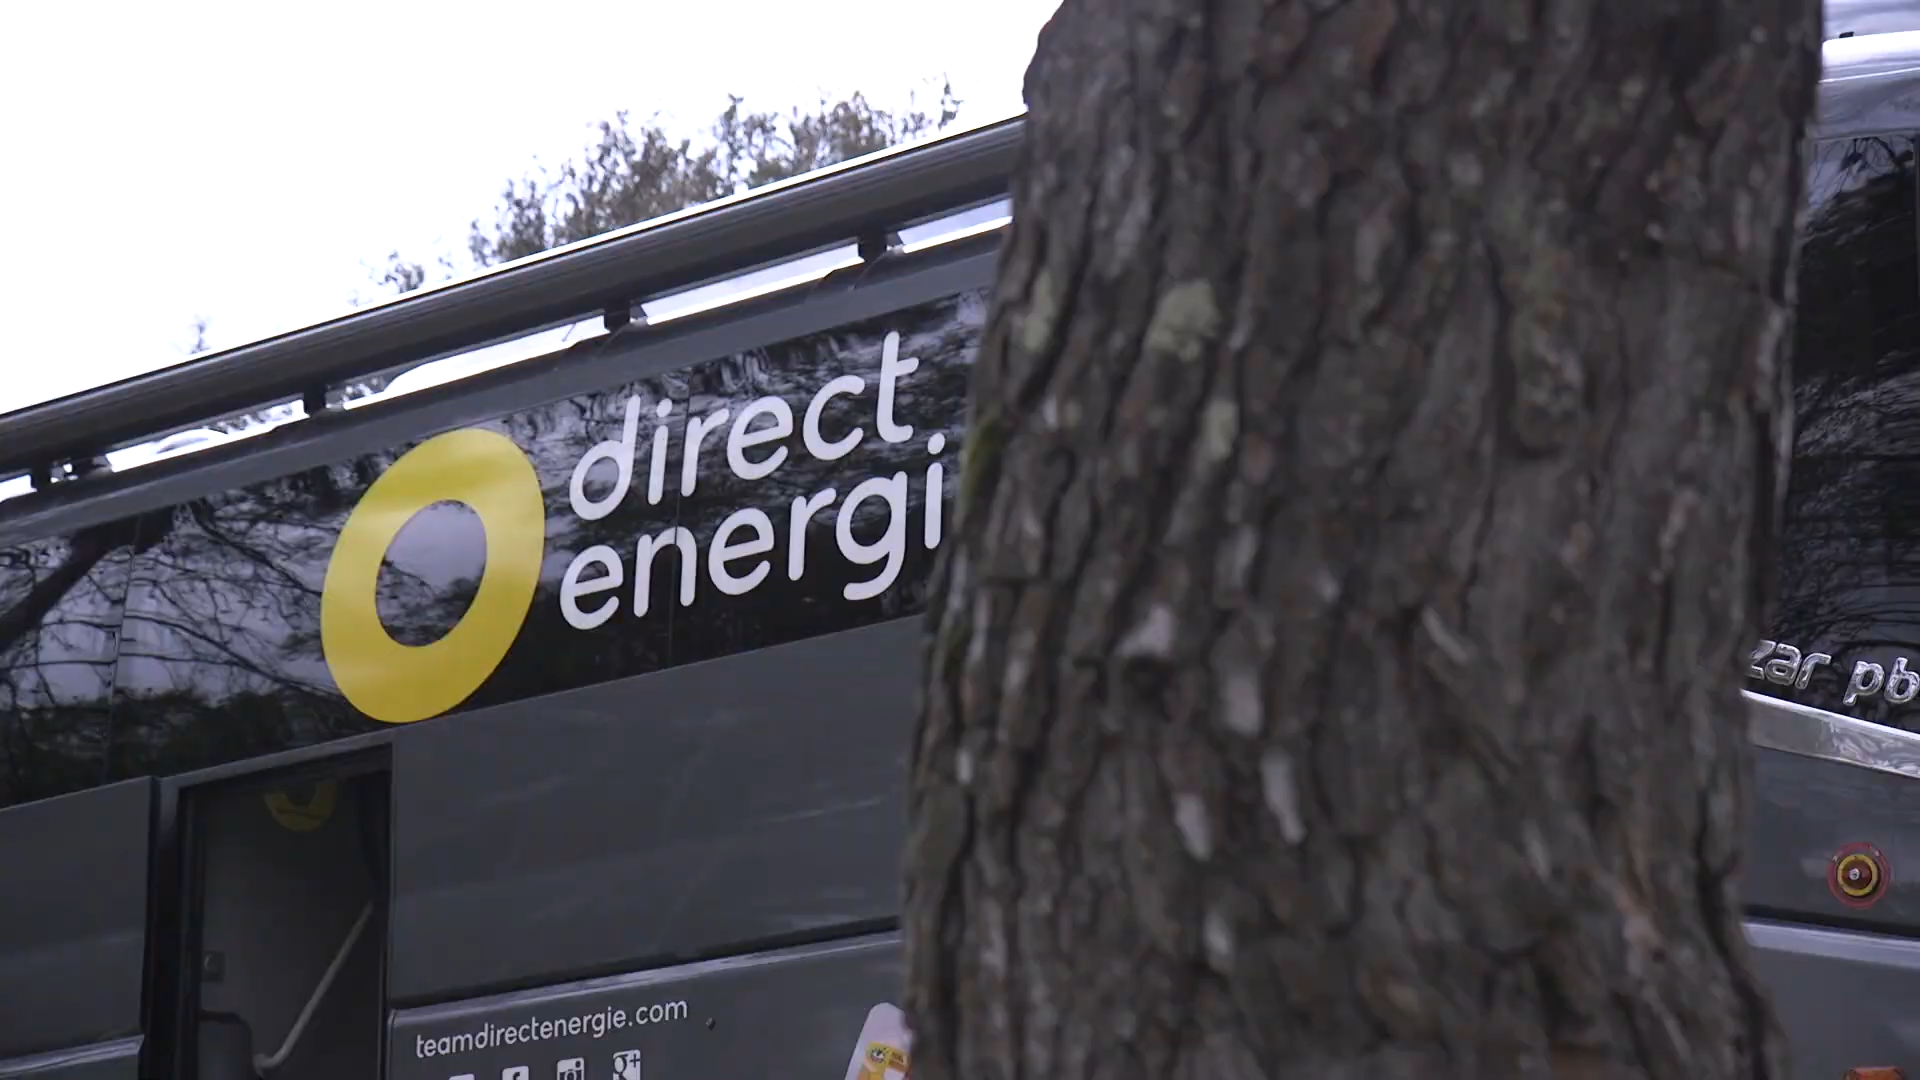 direct
energi
zar pb
teamdirectenergie.com
g+